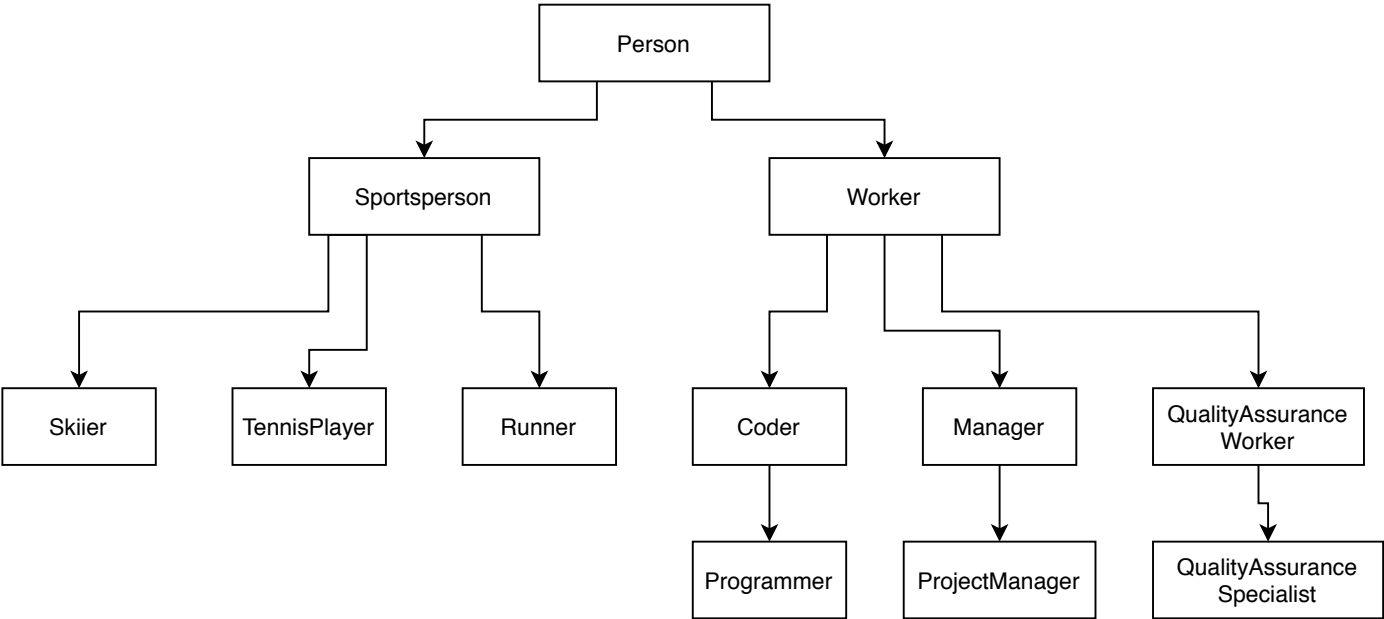 Person
Sportsperson
Worker
Skiier
TennisPlayer
Runner
Coder
Manager
QualityAssurance
Worker
Programmer
ProjectManager
QualityAssurance
Specialist